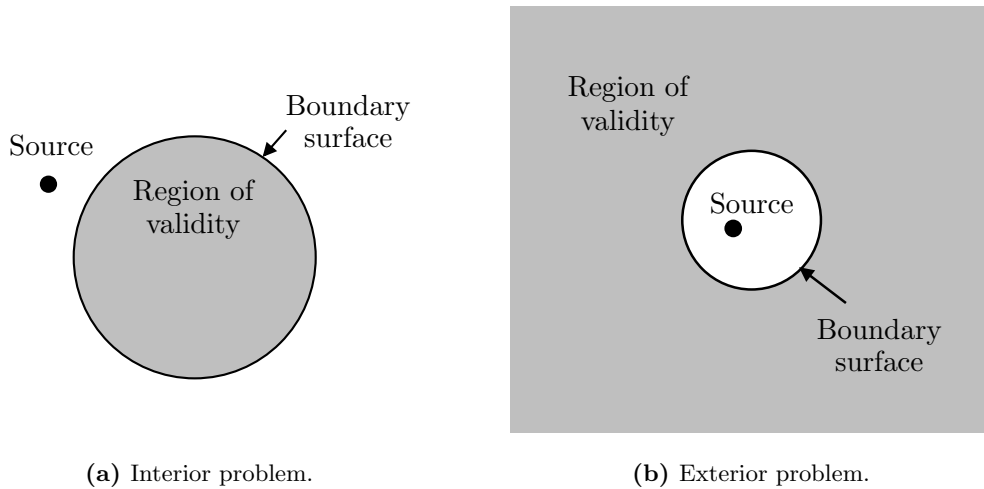 Source
Boundary
surface
Region of
validity
(a) Interior problem.
Region of
validity
Source
Boundary
surface
(b) Exterior problem.